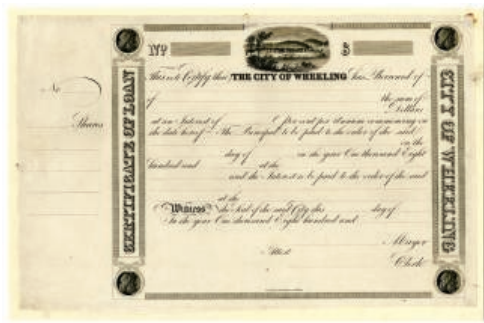 No
Shares
CERTIFICATE OF LOAN
No $
This is to Certify that THE CITY OF WHEELING has Received of
of the sum of
Dollars
at an Interest of per cent per Annum commencing on
the date hereof The Principal to be paid to the order of the said
on the
day of in the year One thousand Eight
hundred and at the
and the Interest to be paid to the order of the said
at the
Witness the Seal of the said City this day of
In the year One thousand Eight hundred and
Mayor
Attest
Clerk
CITY OF WHEELING